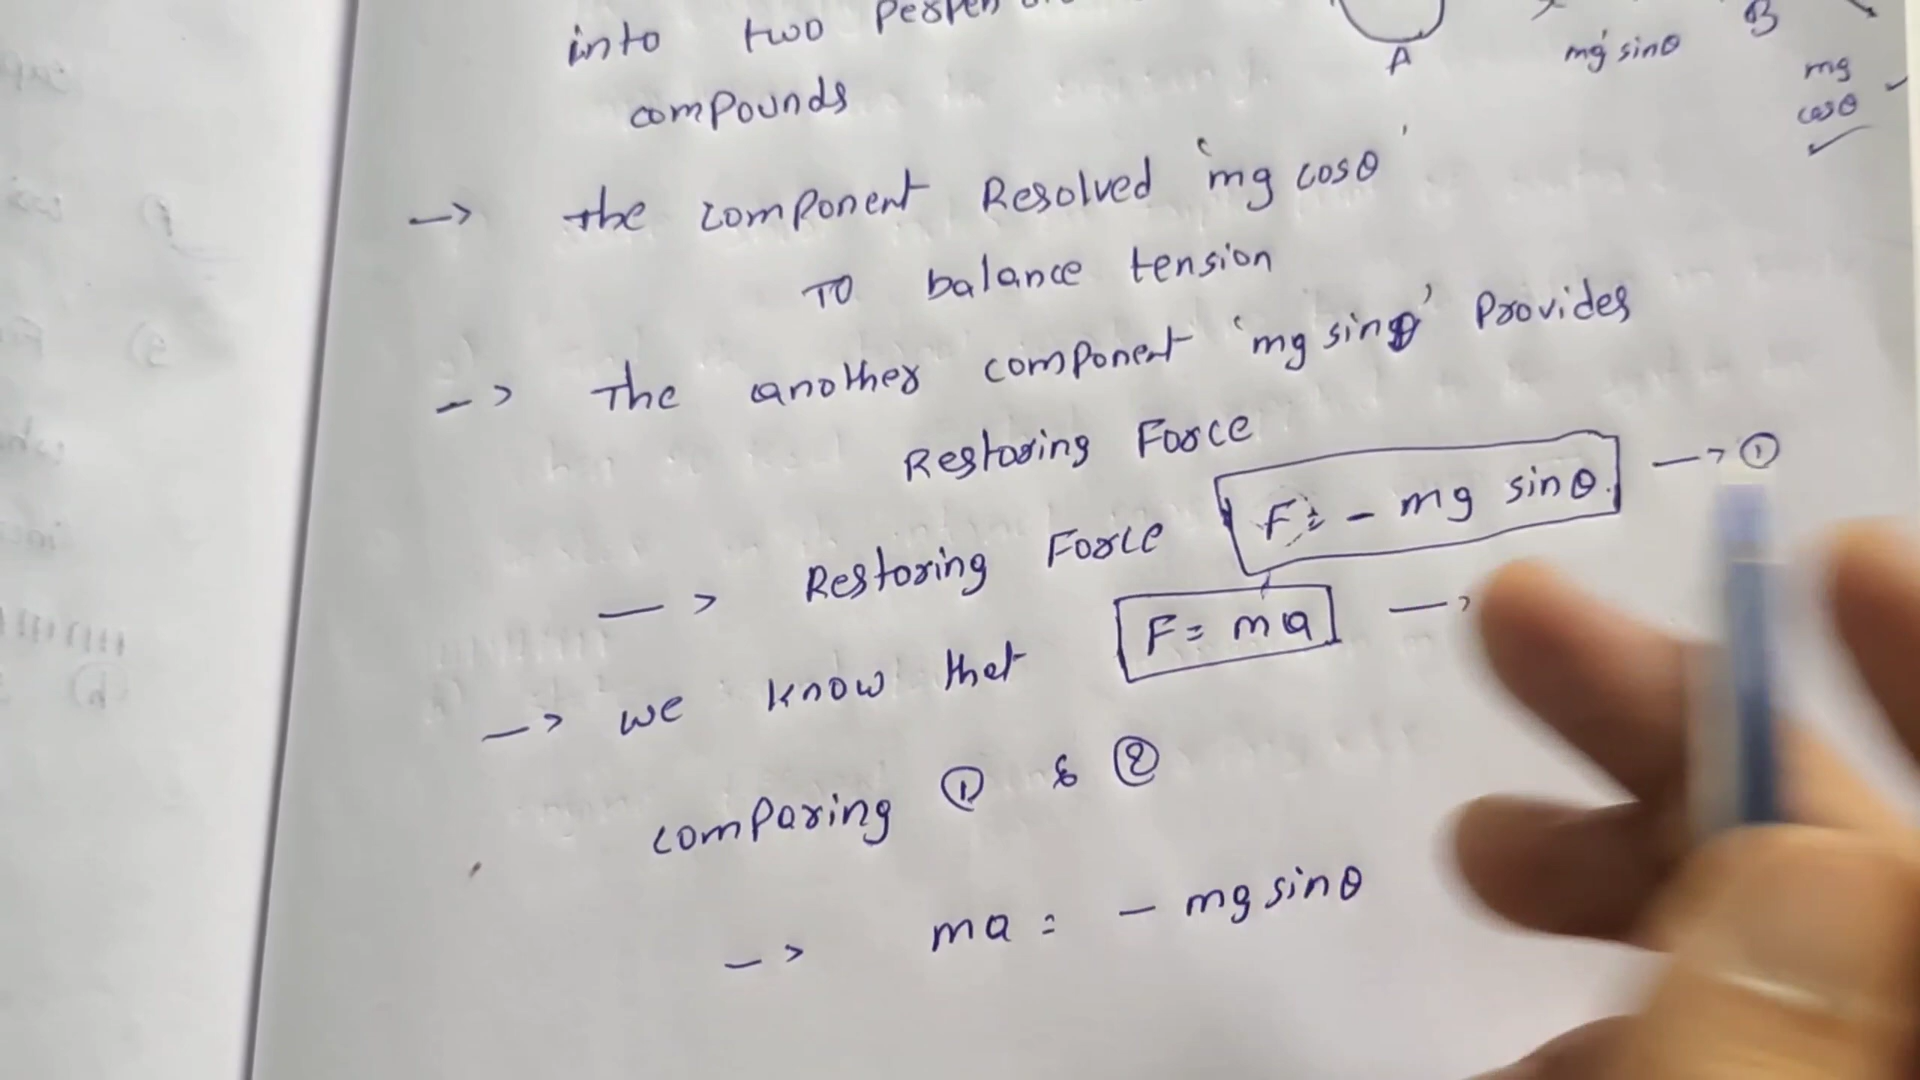 into two
compounds
A
mg sinθ
B
mg
cosθ
-> the component Resolved 'mg cosθ'
TO balance tension
-> The another component 'mg sinθ' Provides
Restoring Force
-> Restoring Force F = - mg sinθ -> ①
-> we know that F = ma ->
comparing ① & ②
-> ma = - mg sinθ